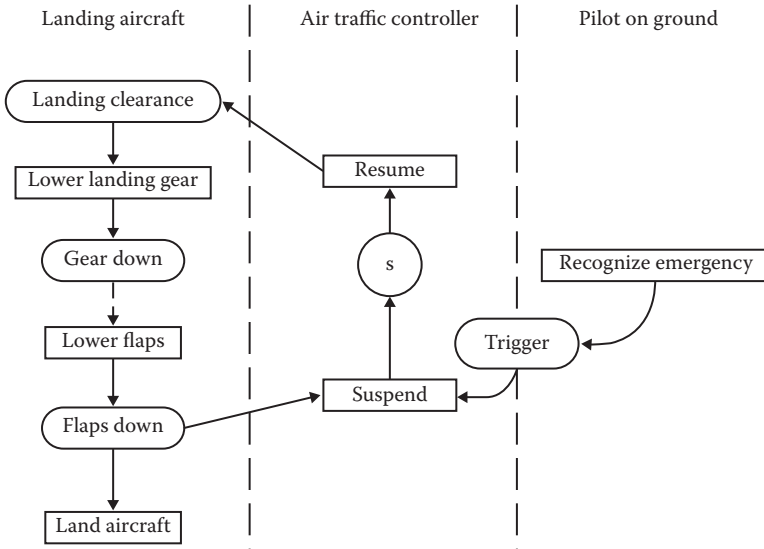 Landing aircraft
Air traffic controller
Pilot on ground
Landing clearance
Resume
Lower landing gear
Gear down
s
Recognize emergency
Lower flaps
Trigger
Suspend
Flaps down
Land aircraft